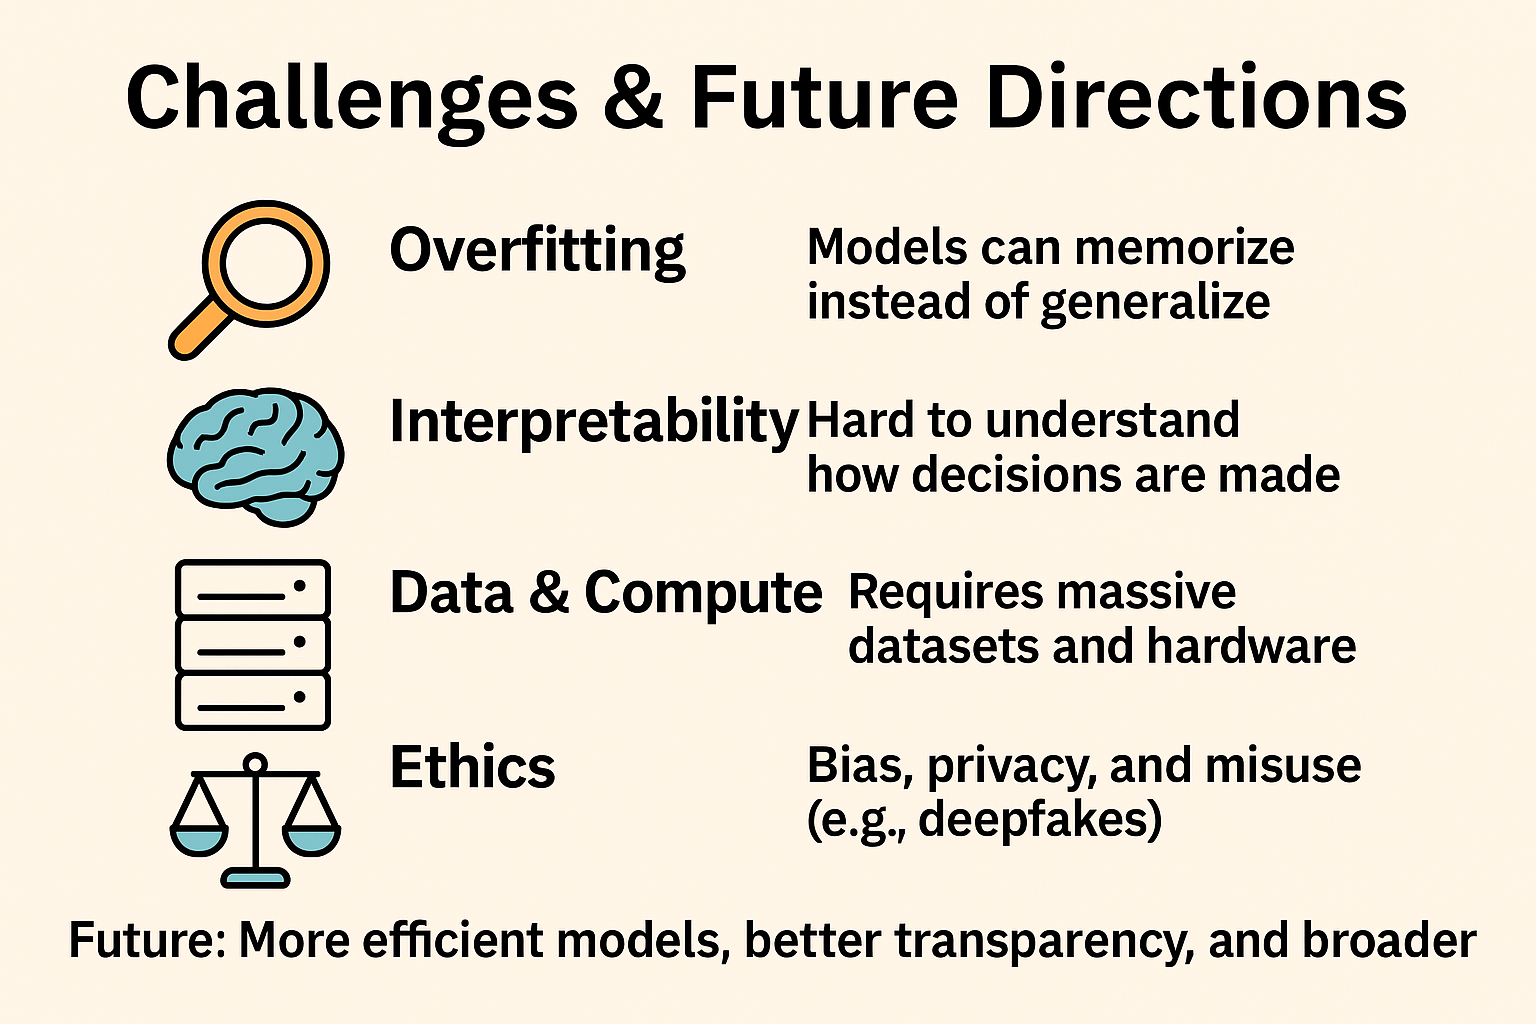 Challenges & Future Directions
Overfitting
Models can memorize
instead of generalize
Interpretability
Hard to understand
how decisions are made
Data & Compute
Requires massive
datasets and hardware
Ethics
Bias, privacy, and misuse
(e.g., deepfakes)
Future: More efficient models, better transparency, and broader